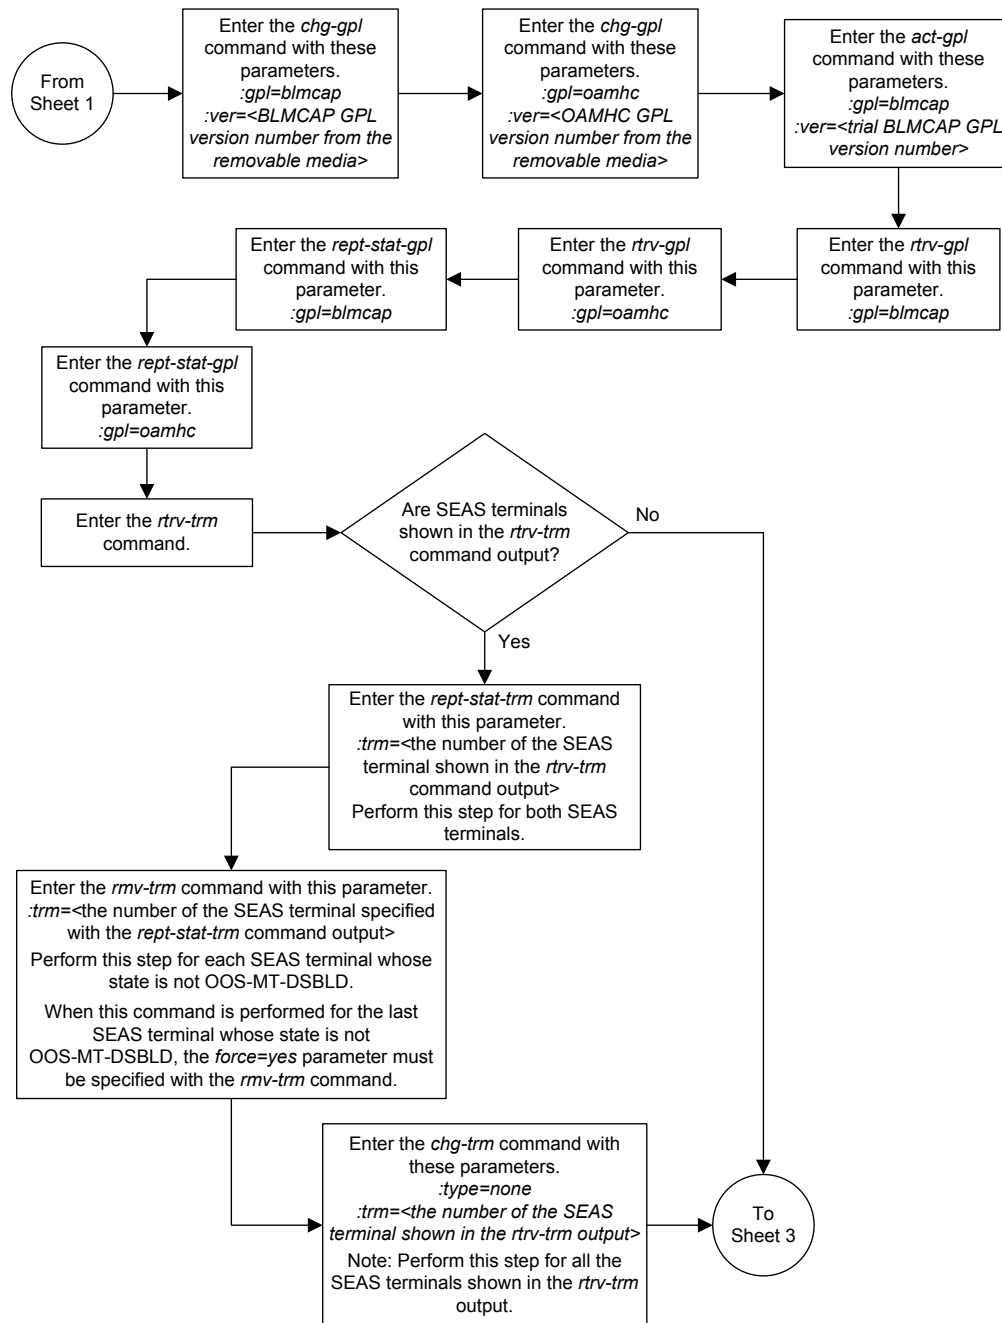 From
Sheet 1
Enter the chg-gpl
command with these
parameters.
:gpl=blmcap
:ver=<BLMCAP GPL
version number from the
removable media>
Enter the chg-gpl
command with these
parameters.
:gpl=oamhc
:ver=<OAMHC GPL
version number from the
removable media>
Enter the act-gpl
command with these
parameters.
:gpl=blmcap
:ver=<trial BLMCAP GPL
version number>
Enter the rtrv-gpl
command with this
parameter.
:gpl=blmcap
Enter the rtrv-gpl
command with this
parameter.
:gpl=oamhc
Enter the rept-stat-gpl
command with this
parameter.
:gpl=blmcap
Enter the rept-stat-gpl
command with this
parameter.
:gpl=oamhc
Enter the rtrv-trm
command.
Are SEAS terminals
shown in the rtrv-trm
command output?
No
Yes
Enter the rept-stat-trm command
with this parameter.
:trm=<the number of the SEAS
terminal shown in the rtrv-trm
command output>
Perform this step for both SEAS
terminals.
Enter the rmv-trm command with this parameter.
:trm=<the number of the SEAS terminal specified
with the rept-stat-trm command output>
Perform this step for each SEAS terminal whose
state is not OOS-MT-DSBLD.
When this command is performed for the last
SEAS terminal whose state is not
OOS-MT-DSBLD, the force=yes parameter must
be specified with the rmv-trm command.
Enter the chg-trm command with
these parameters.
:type=none
:trm=<the number of the SEAS
terminal shown in the rtrv-trm output>
Note: Perform this step for all the
SEAS terminals shown in the rtrv-trm
output.
To
Sheet 3